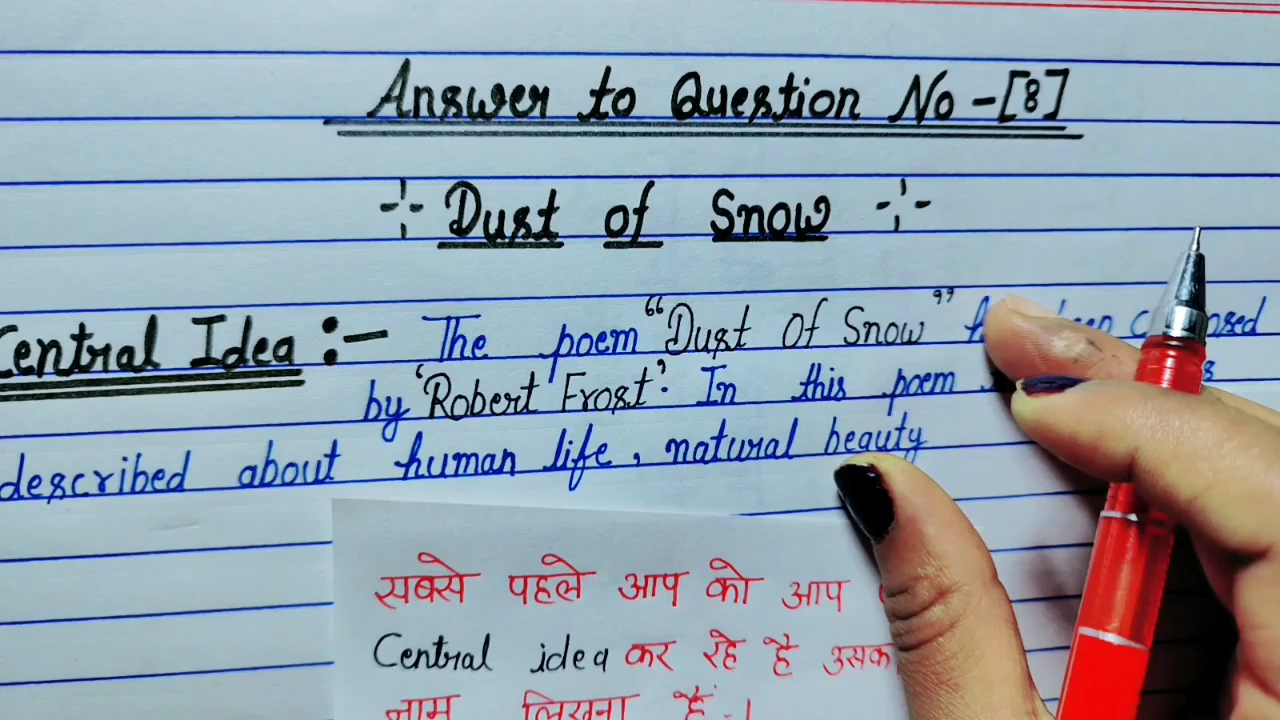 Answer to Question No - [8]
Dust of Snow
Central Idea :- The poem “Dust Of Snow”
by ‘Robert Frost’. In this poem
described about human life, natural beauty
सबसे पहले आप को आप
Central idea कर रहे है
नाम लिखना हैं।